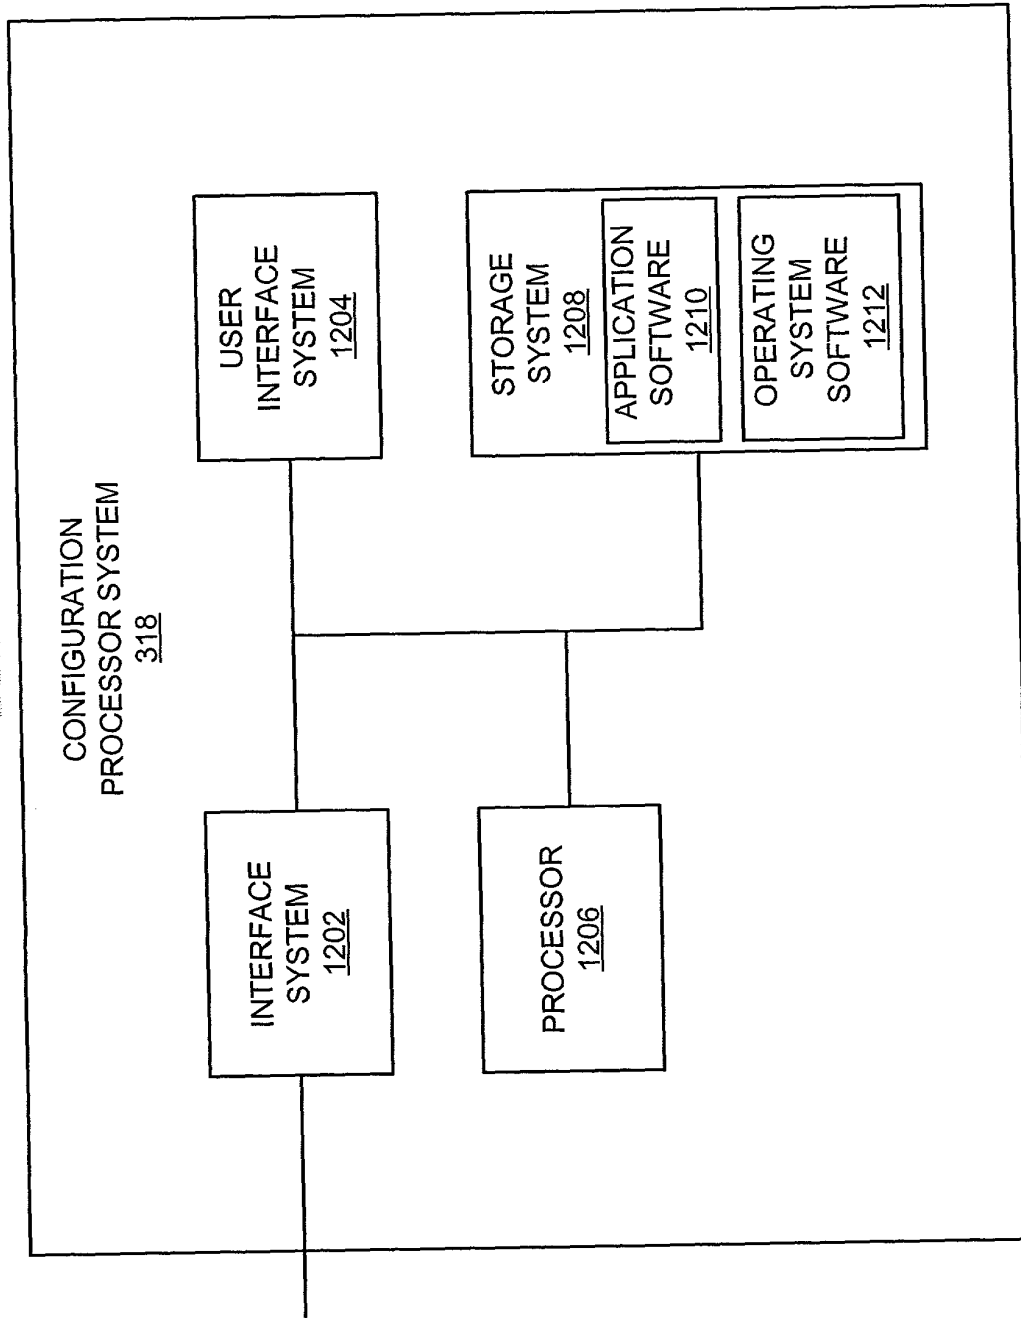 CONFIGURATION
PROCESSOR SYSTEM
318
INTERFACE
SYSTEM
1202
USER
INTERFACE
SYSTEM
1204
PROCESSOR
1206
STORAGE
SYSTEM
1208
APPLICATION
SOFTWARE
1210
OPERATING
SYSTEM
SOFTWARE
1212